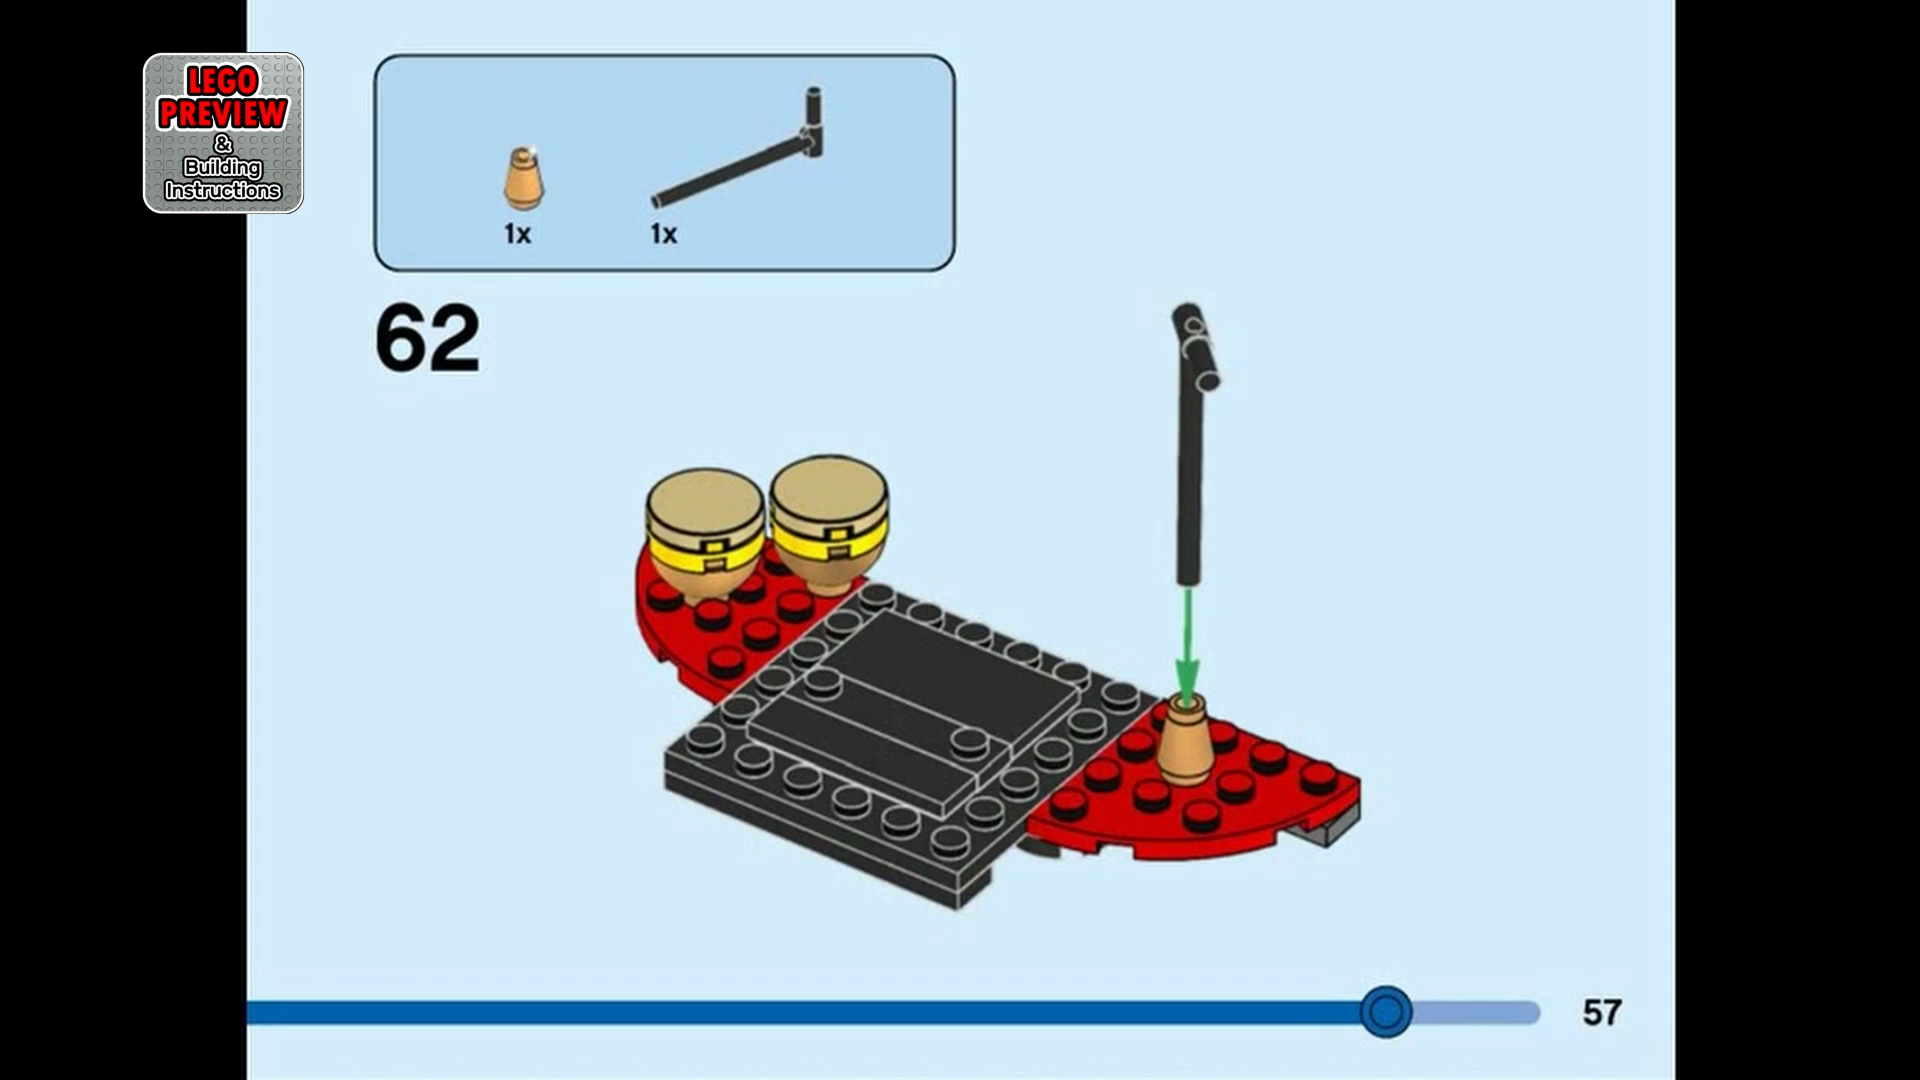 LEGO
PREVIEW
&
Building
Instructions
1x 1x
62
57